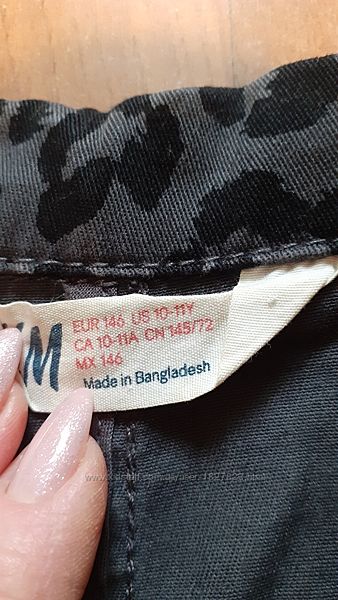 EUR 146 US 10-11Y
CA 10-11A CN 145/72
MX 146
M
Made in Bangladesh